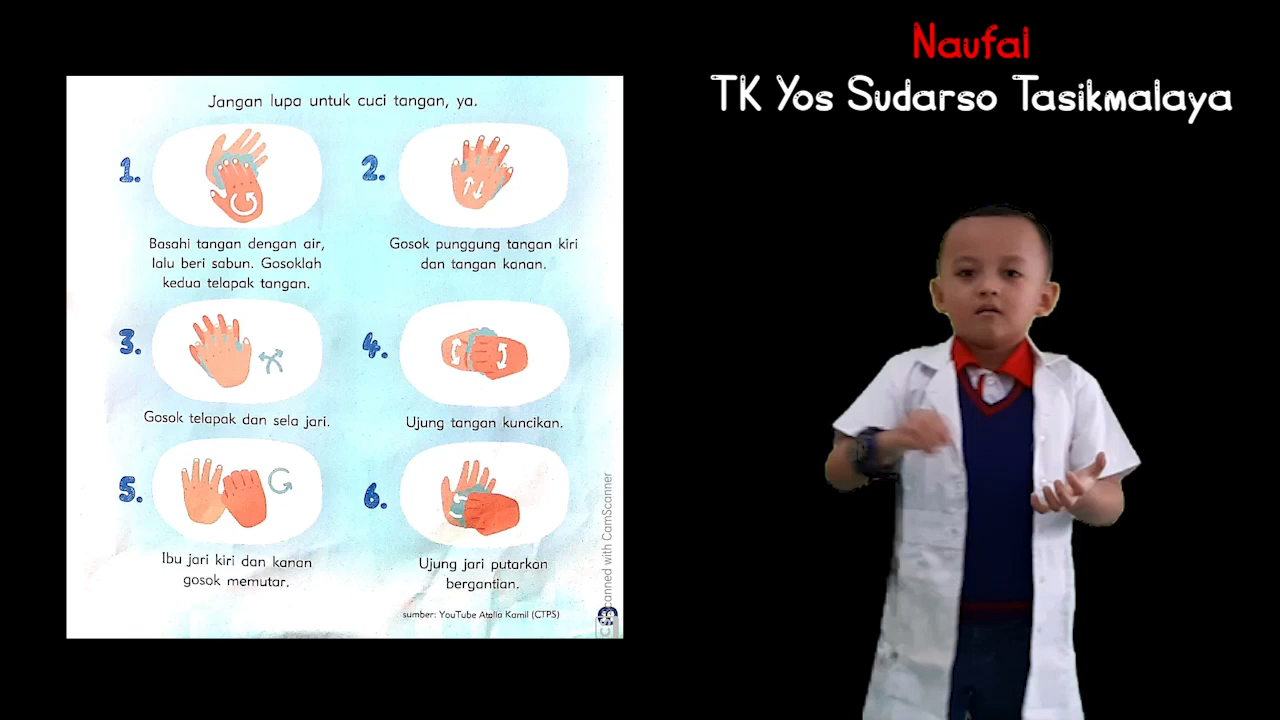 Naufal
TK Yos Sudarso Tasikmalaya
Jangan lupa untuk cuci tangan, ya.
1.
Basahi tangan dengan air,
lalu beri sabun. Gosoklah
kedua telapak tangan.
2.
Gosok punggung tangan kiri
dan tangan kanan.
3.
Gosok telapak dan sela jari.
4.
Ujung tangan kuncikan.
5.
Ibu jari kiri dan kanan
gosok memutar.
6.
Ujung jari putarkan
bergantian.
sumber: YouTube Atalia Kamil (CTPS)
with CamScanner